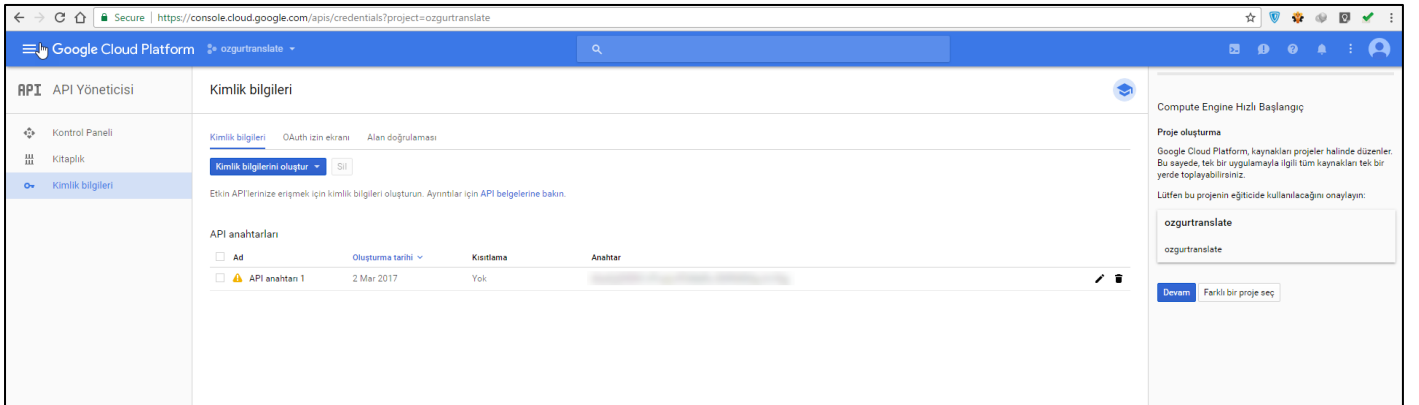 Secure | https://console.cloud.google.com/apis/credentials?project=ozgurtranslate
Google Cloud Platform ozgurtranslate
API API Yöneticisi
Kontrol Paneli
Kitaplık
Kimlik bilgileri
Kimlik bilgileri
Kimlik bilgileri OAuth izin ekranı Alan doğrulaması
Kimlik bilgilerini oluştur Sil
Etkin API'lerinize erişmek için kimlik bilgileri oluşturun. Ayrıntılar için API belgelerine bakın.
API anahtarları
Ad Oluşturma tarihi Kısıtlama Anahtar
API anahtarı 1 2 Mar 2017 Yok
Compute Engine Hızlı Başlangıç
Proje oluşturma
Google Cloud Platform, kaynakları projeler halinde düzenler.
Bu sayede, tek bir uygulamayla ilgili tüm kaynakları tek bir
yerde toplayabilirsiniz.
Lütfen bu projenin eğiticide kullanılacağını onaylayın:
ozgurtranslate
ozgurtranslate
Devam Farklı bir proje seç